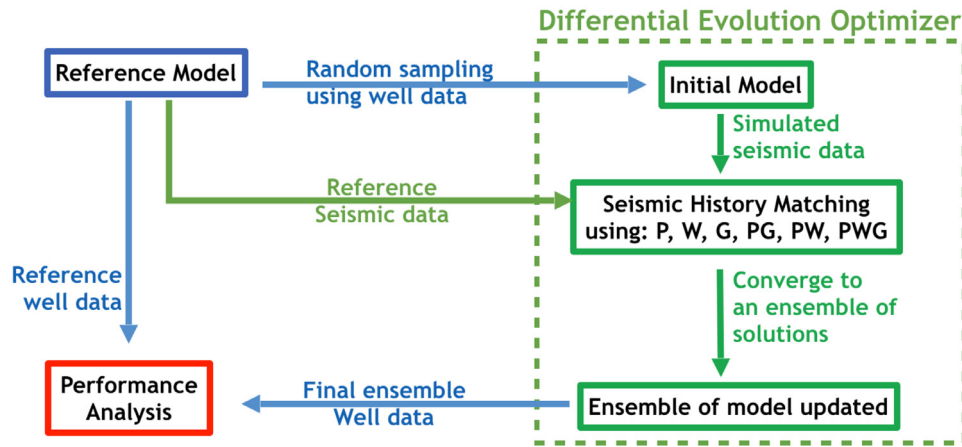 Differential Evolution Optimizer
Reference Model
Random sampling
using well data
Initial Model
Simulated
seismic data
Reference
Seismic data
Seismic History Matching
using: P, W, G, PG, PW, PWG
Reference
well data
Converge to
an ensemble of
solutions
Performance
Analysis
Final ensemble
Well data
Ensemble of model updated